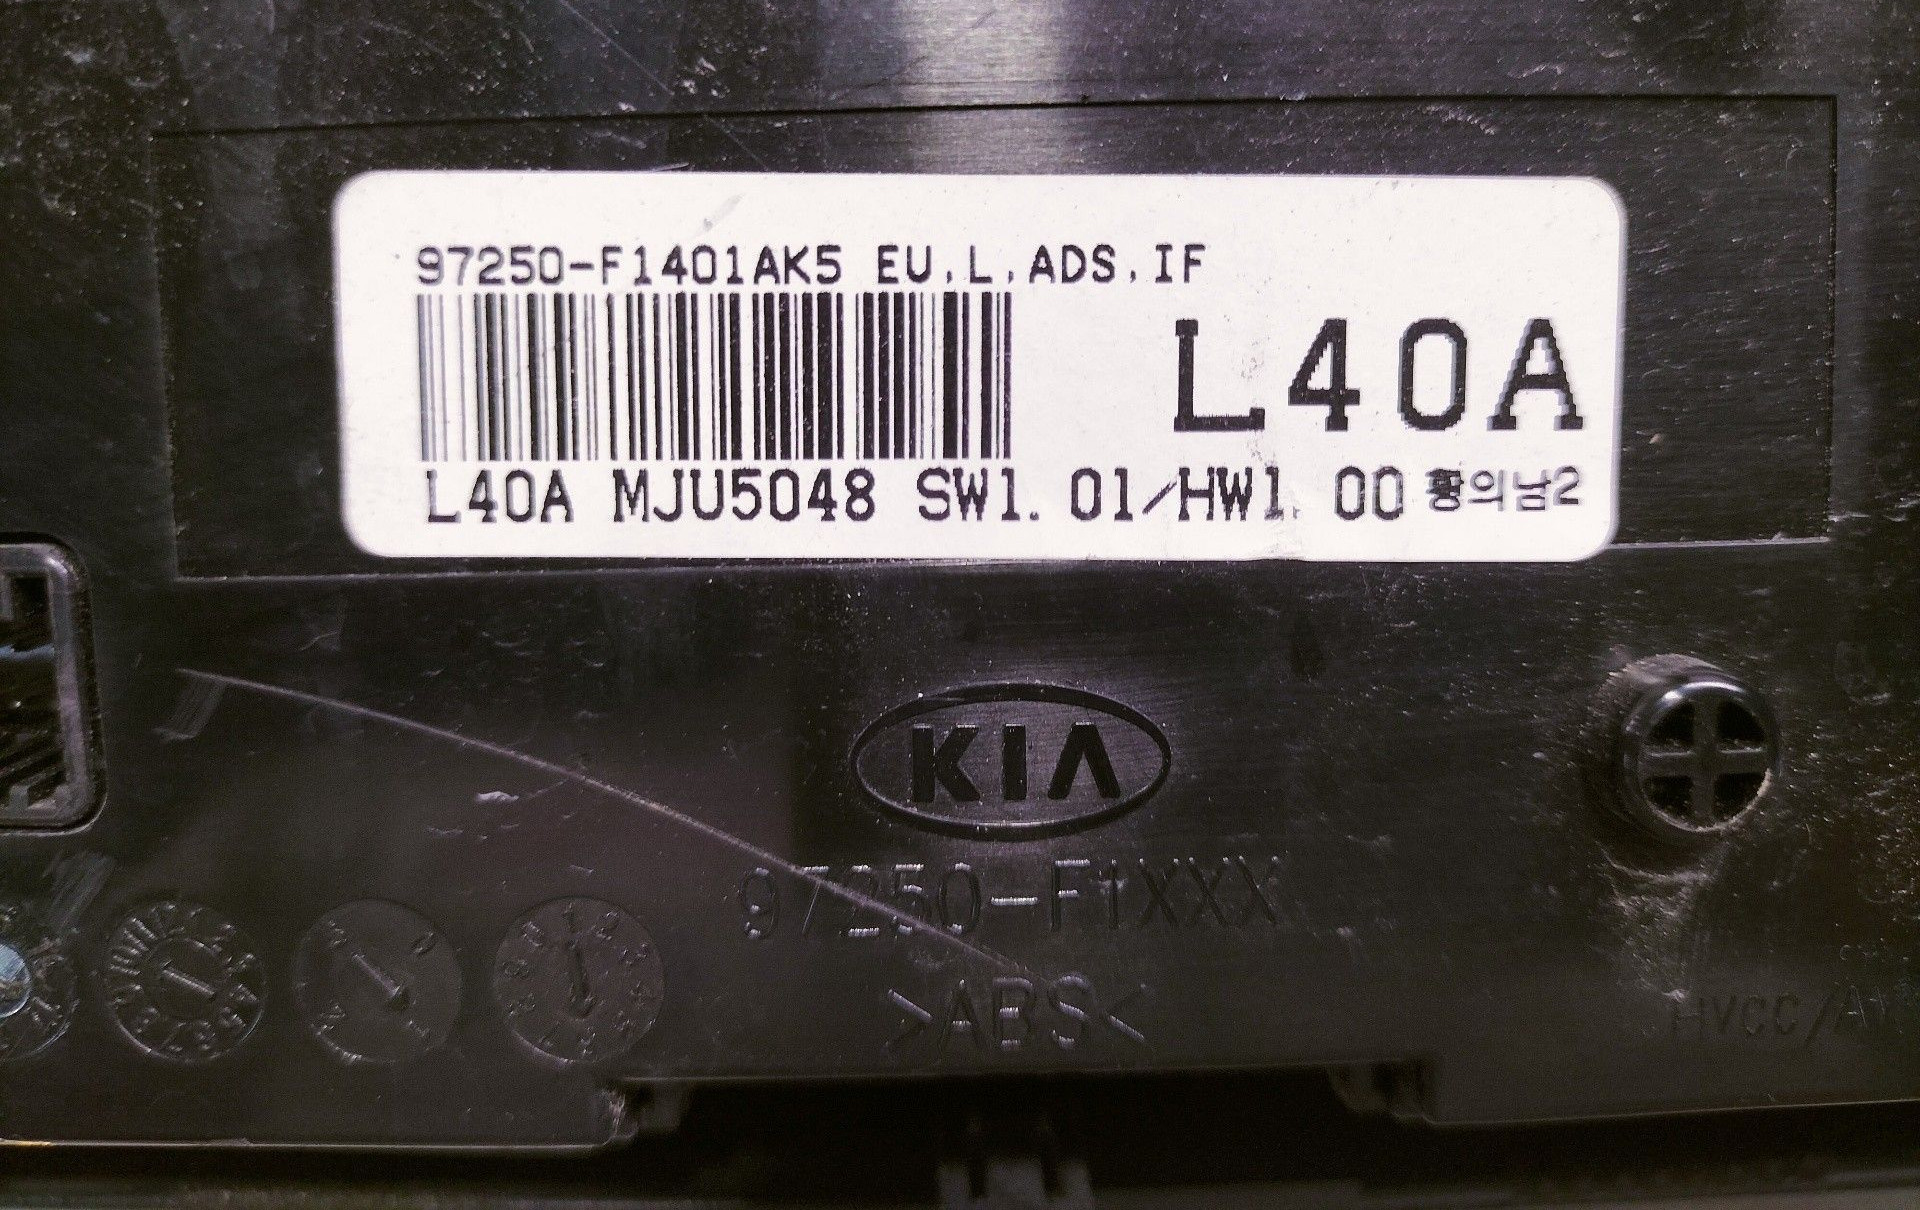 97250-F1401AK5 EU,L,ADS,IF
L40A
L40A MJU5048 SW1.01/HW1.00 황의남2
KIA
97250-F1XXX
>ABS<
HVCC/A